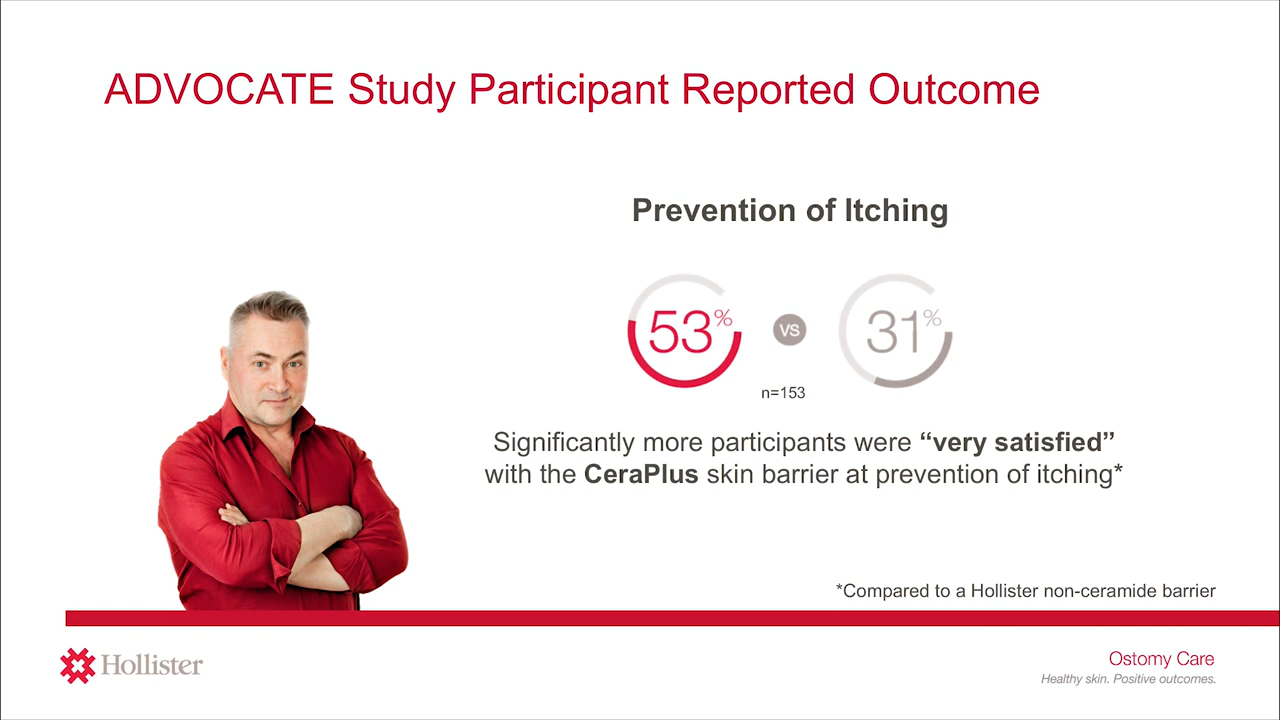 ADVOCATE Study Participant Reported Outcome
Prevention of Itching
53% vs 31%
n=153
Significantly more participants were “very satisfied”
with the CeraPlus skin barrier at prevention of itching*
*Compared to a Hollister non-ceramide barrier
Hollister
Ostomy Care
Healthy skin. Positive outcomes.